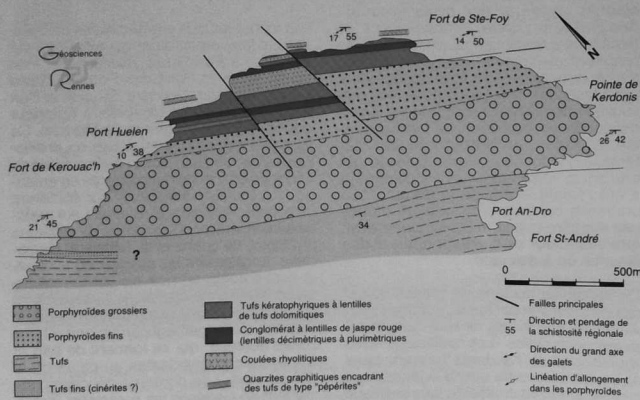 Fort de Ste-Foy
17 55
14 50
Géosciences
Rennes
N
Pointe de
Kerdonis
Port Huelen
10 38
26 42
Fort de Kerouac'h
21 45
Port An-Dro
34
Fort St-André
?
0 500m
Porphyroïdes grossiers
Porphyroïdes fins
Tufs
Tufs fins (cinérites ?)
Tufs kératophyriques à lentilles
de tufs dolomitiques
Conglomérat à lentilles de jaspe rouge
(lentilles décimétriques à plurimètriques)
Coulées rhyolitiques
Quarzites graphitiques encadrant
des tufs de type "pépérites"
Failles principales
55
Direction et pendage de
la schistosité régionale
Direction du grand axe
des galets
Linéation d'allongement
dans les porphyroïdes